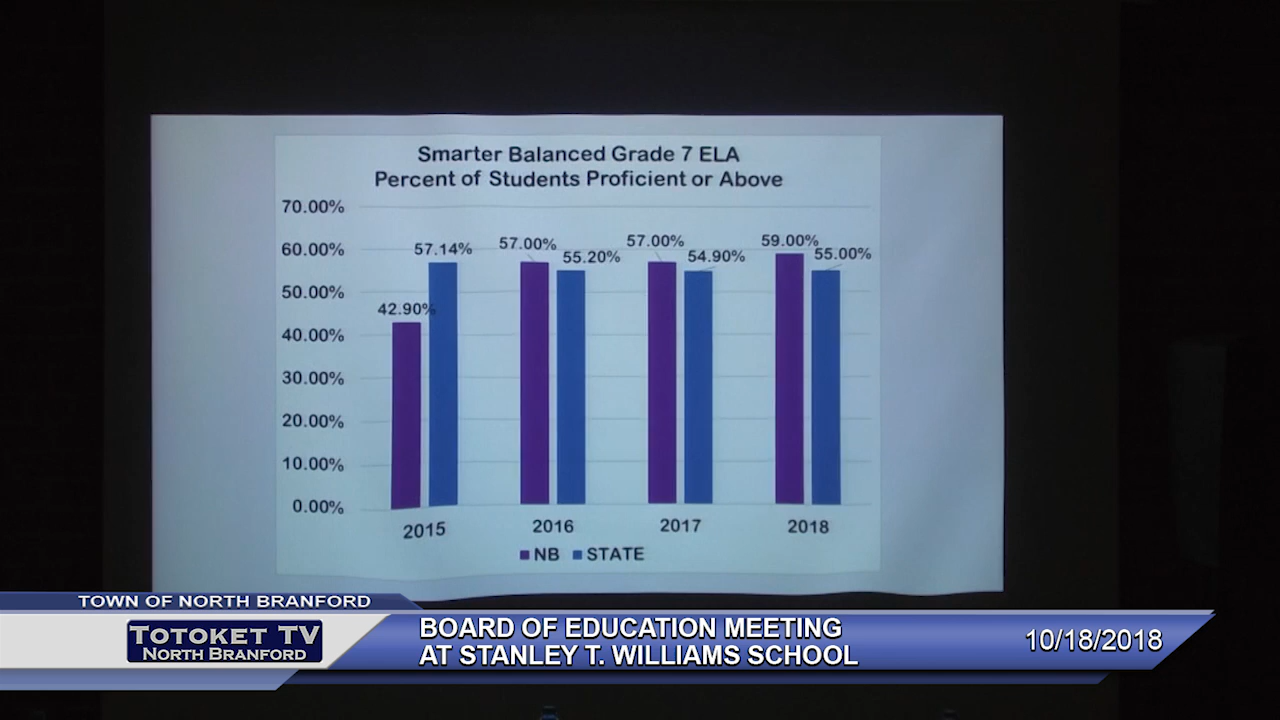 Smarter Balanced Grade 7 ELA
Percent of Students Proficient or Above
70.00%
60.00%
50.00%
40.00%
30.00%
20.00%
10.00%
0.00%
42.90%
57.14%
57.00%
55.20%
57.00%
54.90%
59.00%
55.00%
2015
2016
2017
2018
NB STATE
TOWN OF NORTH BRANFORD
TOTOKET TV
NORTH BRANFORD
BOARD OF EDUCATION MEETING
AT STANLEY T. WILLIAMS SCHOOL
10/18/2018